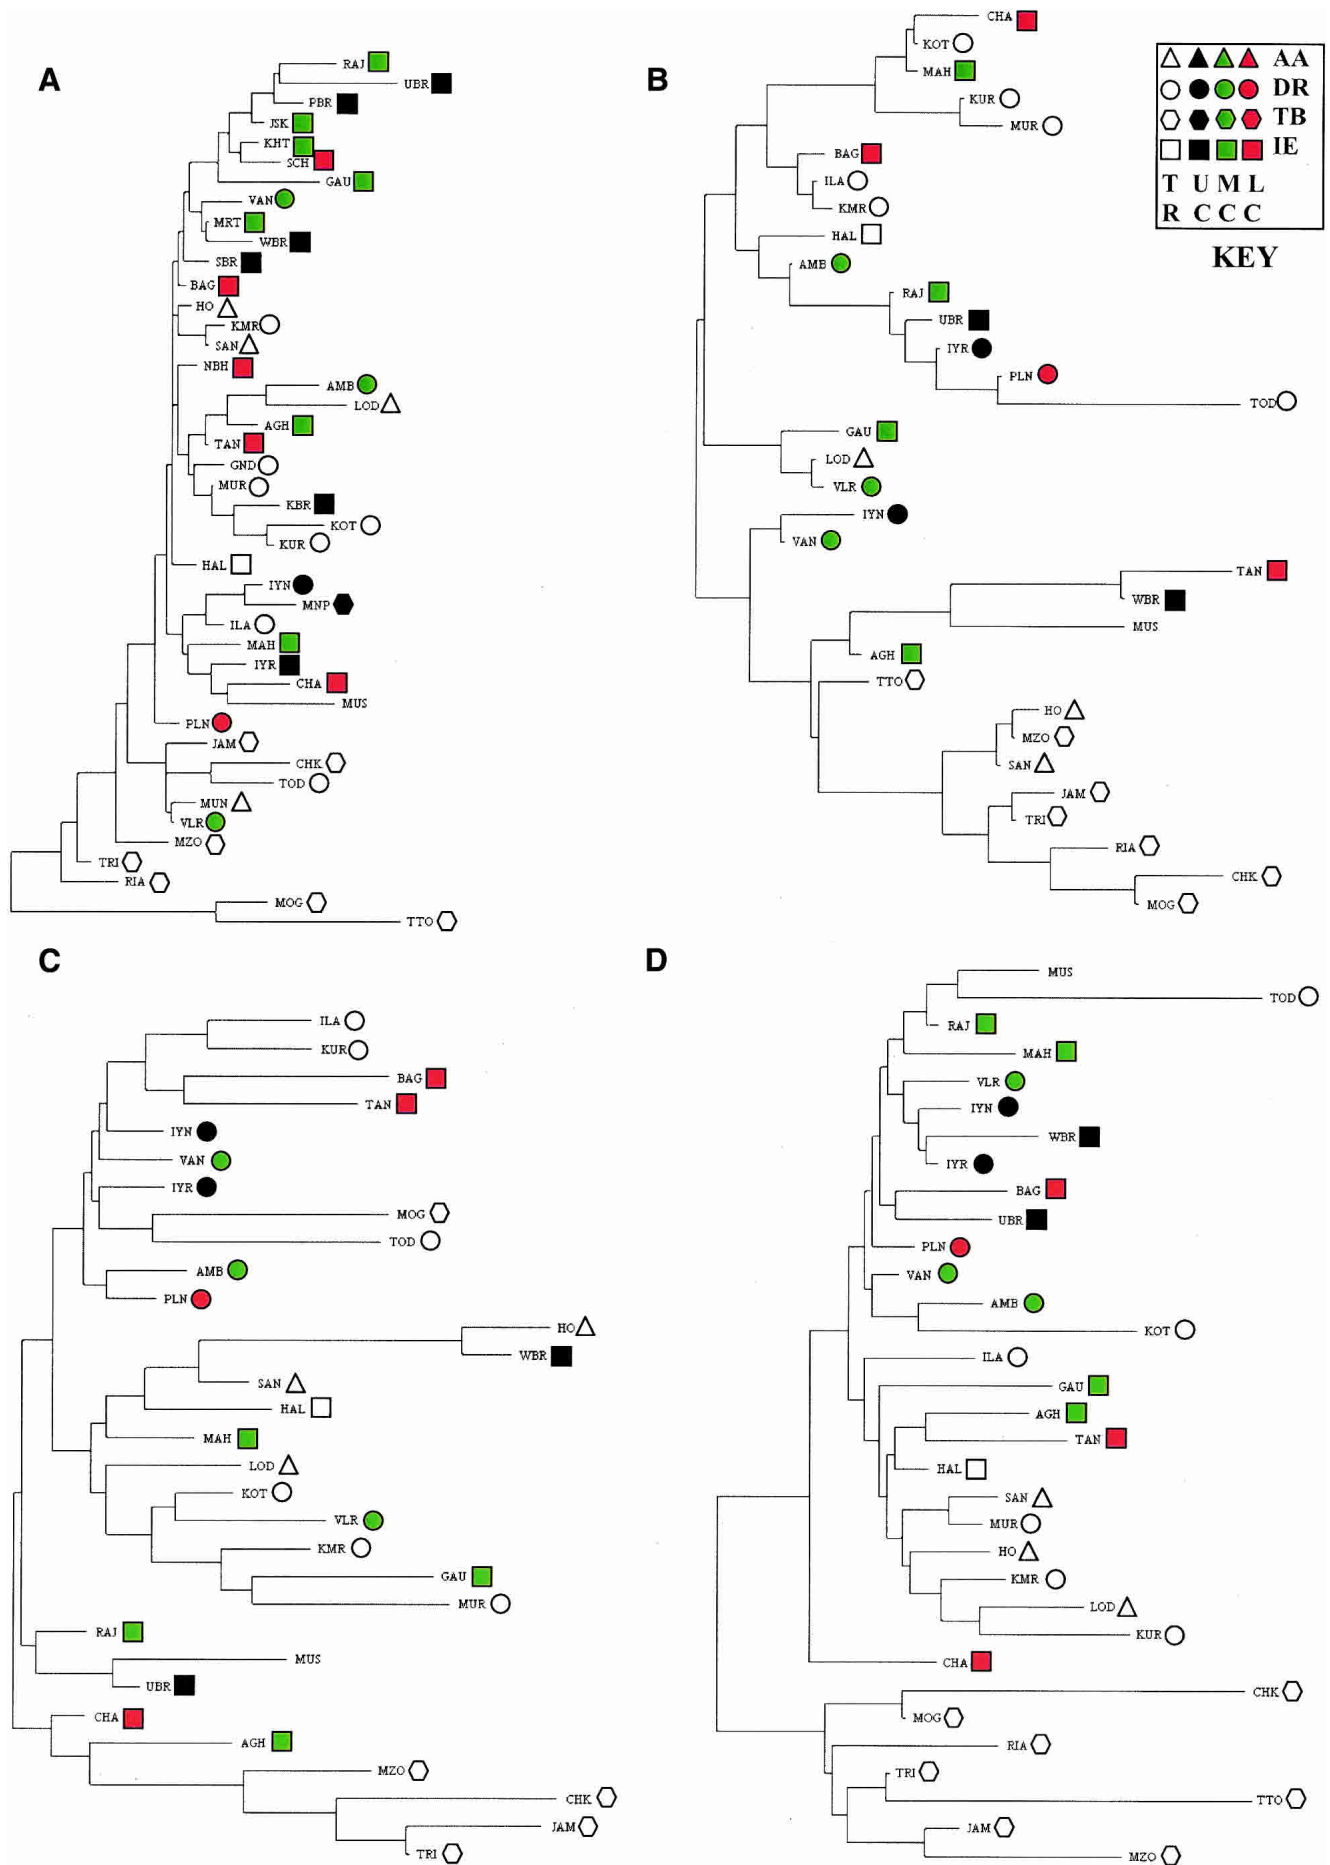 A
RAJ
UBR
PBR
JSK
KHT
SCH
GAU
VAN
MRT
WBR
SBR
BAG
HO
KMR
SAN
NBH
AMB
LOD
AGH
TAN
GND
MUR
KBR
KOT
KUR
HAL
IYN
MNP
ILA
MAH
IYR
CHA
MUS
PLN
JAM
CHK
TOD
MUN
VLR
MZO
TRI
RIA
MOG
TTO
B
CHA
KOT
MAH
KUR
MUR
BAG
ILA
KMR
HAL
AMB
RAJ
UBR
IYR
PLN
TOD
GAU
LOD
VLR
IYN
VAN
TAN
WBR
MUS
AGH
TTO
HO
MZO
SAN
JAM
TRI
RIA
CHK
MOG
AA
DR
TB
IE
T U M L
R C C C
KEY
C
ILA
KUR
BAG
TAN
IYN
VAN
IYR
MOG
TOD
AMB
PLN
HO
WBR
SAN
HAL
MAH
LOD
KOT
VLR
KMR
GAU
MUR
RAJ
MUS
UBR
CHA
AGH
MZO
CHK
JAM
TRI
D
MUS
TOD
RAJ
MAH
VLR
IYN
WBR
IYR
BAG
UBR
PLN
VAN
AMB
KOT
ILA
GAU
AGH
TAN
HAL
SAN
MUR
HO
KMR
LOD
KUR
CHA
CHK
MOG
RIA
TRI
TTO
JAM
MZO